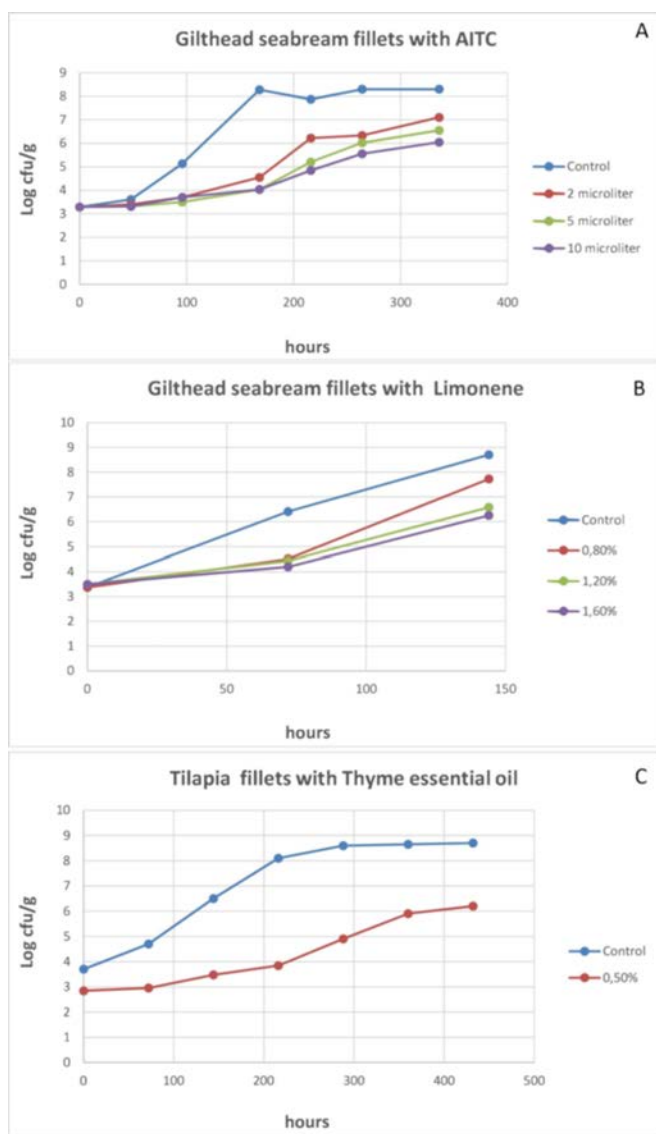 Gilthead seabream fillets with AITC
A
Log cfu/g
9
8
7
6
5
4
3
2
1
0
0 100 200 300 400
hours
Control
2 microliter
5 microliter
10 microliter
Gilthead seabream fillets with Limonene
B
Log cfu/g
10
9
8
7
6
5
4
3
2
1
0
0 50 100 150
hours
Control
0,80%
1,20%
1,60%
Tilapia fillets with Thyme essential oil
C
Log cfu/g
10
9
8
7
6
5
4
3
2
1
0
0 100 200 300 400 500
hours
Control
0,50%